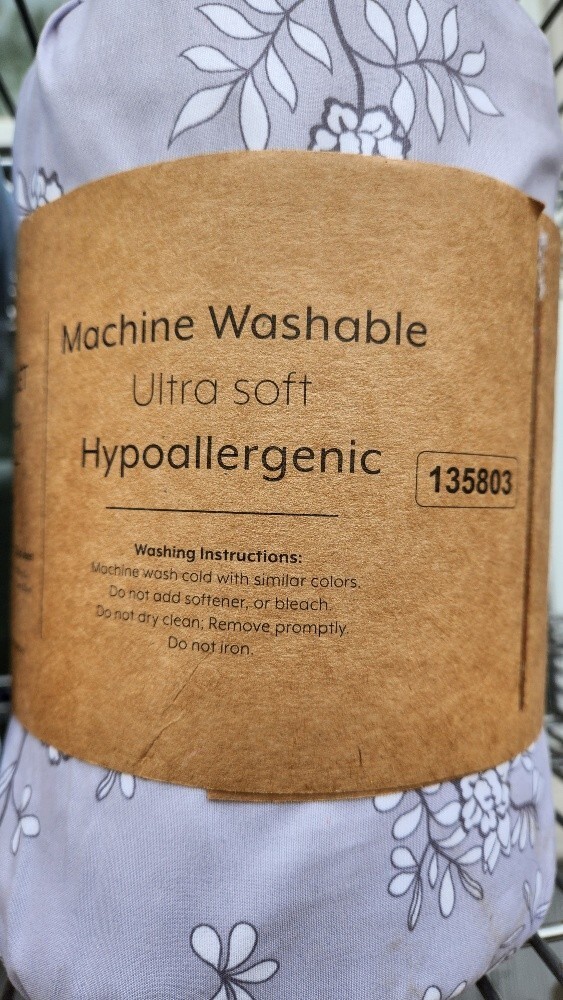 Machine Washable
Ultra soft
Hypoallergenic
135803
Washing Instructions:
Machine wash cold with similar colors.
Do not add softener, or bleach.
Do not dry clean; Remove promptly.
Do not iron.